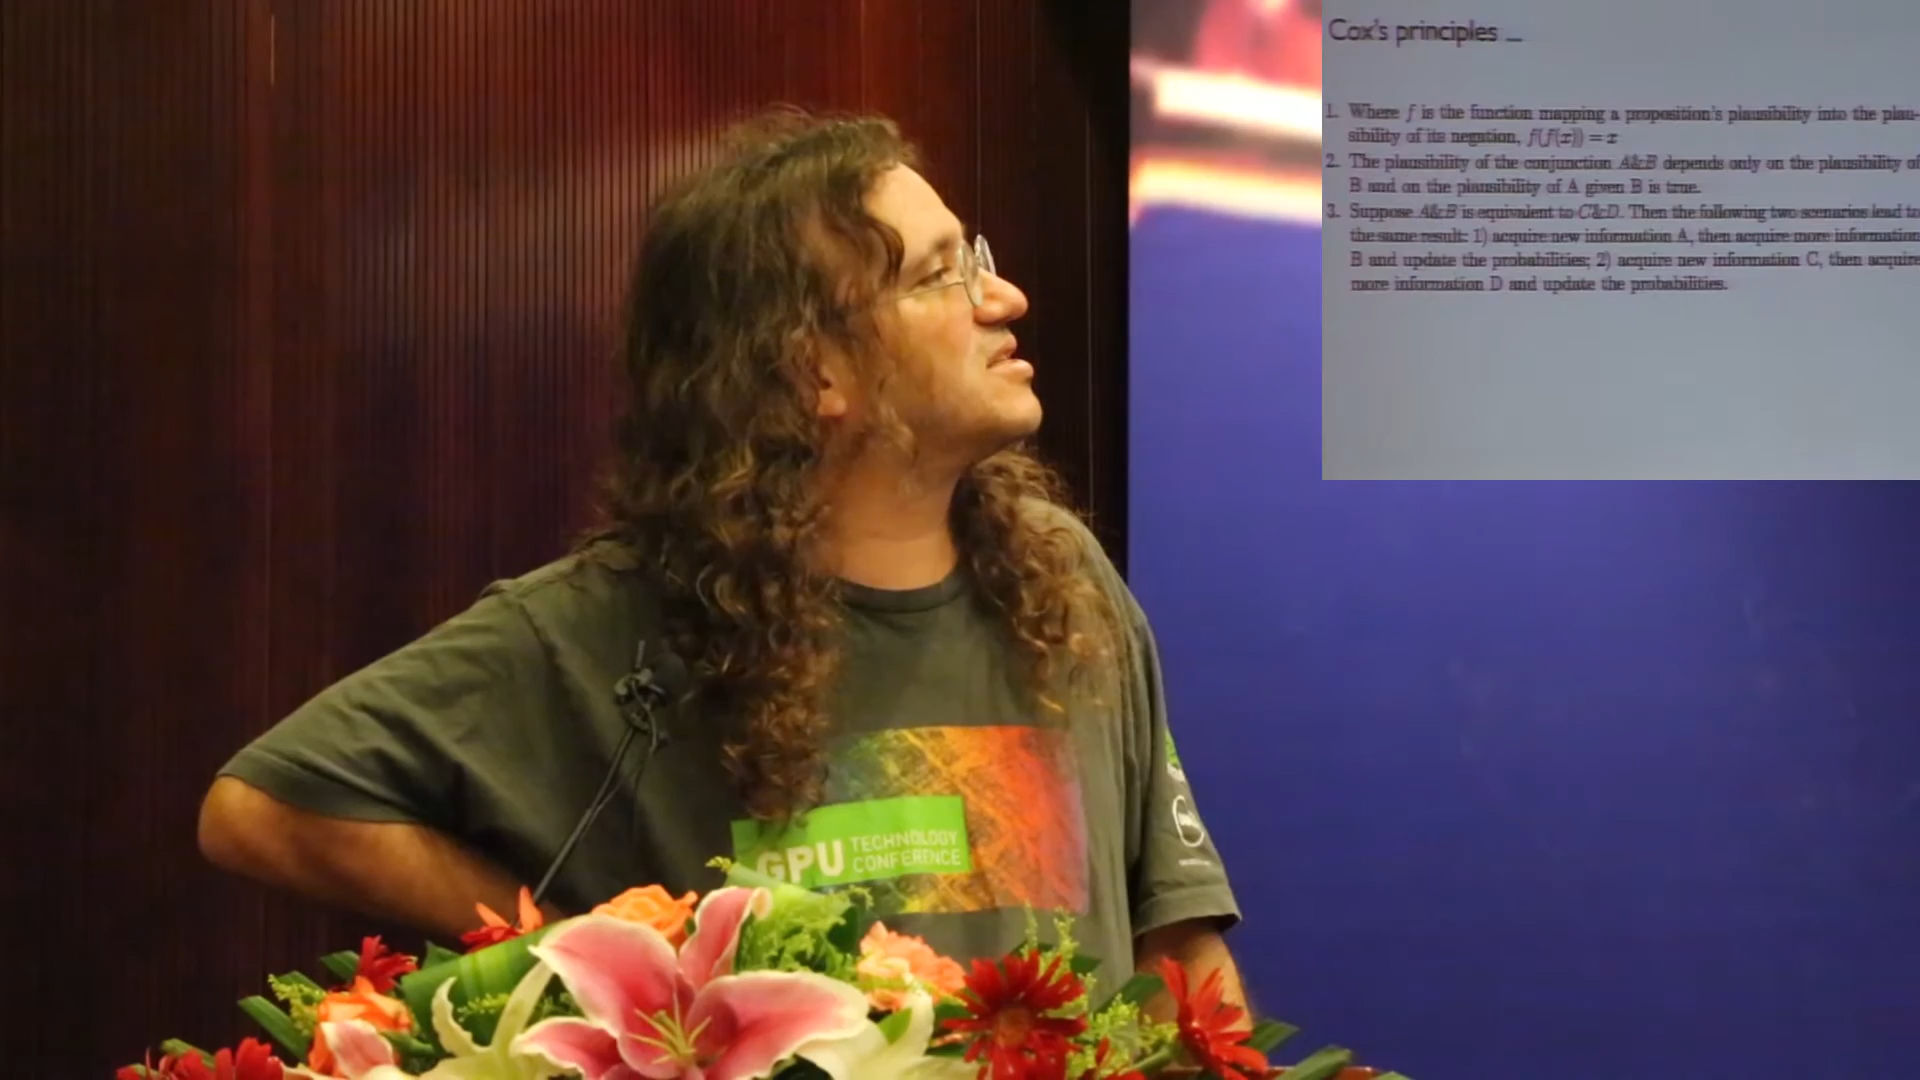 Cox's principles _
1. Where f is the function mapping a proposition's plausibility into the plau-
sibility of its negation, f(f(x)) = x
2. The plausibility of the conjunction A&B depends only on the plausibility of
B and on the plausibility of A given B is true.
3. Suppose A&B is equivalent to C&D. Then the following two scenarios lead to
the same result: 1) acquire new information A, then acquire more information
B and update the probabilities; 2) acquire new information C, then acquire
more information D and update the probabilities.
GPU TECHNOLOGY
CONFERENCE